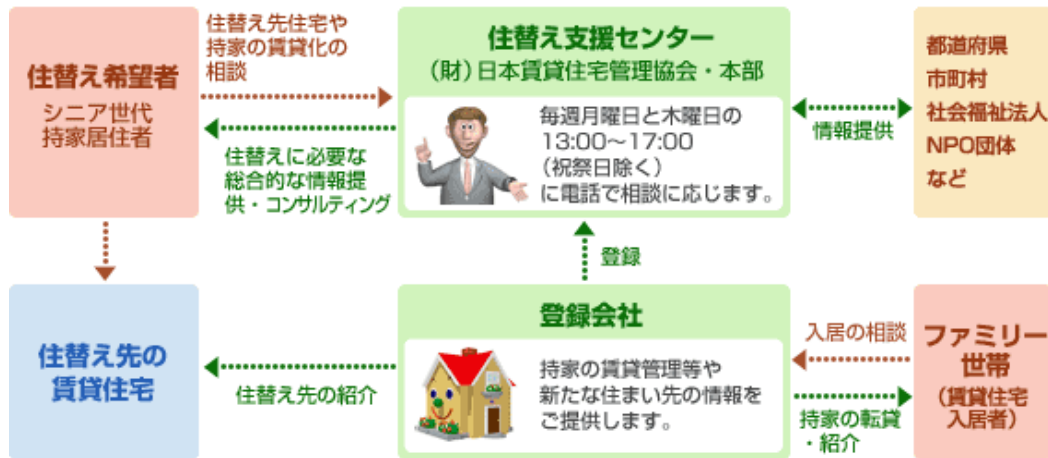 住替え希望者
シニア世代
持家居住者
住替え先住宅や
持家の賃貸化の
相談
住替えに必要な
総合的な情報提
供・コンサルティング
住替え支援センター
（財）日本賃貸住宅管理協会・本部
毎週月曜日と木曜日の
13:00～17:00
（祝祭日除く）
に電話で相談に応じます。
情報提供
都道府県
市町村
社会福祉法人
NPO団体
など
登録
住替え先の
賃貸住宅
住替え先の紹介
登録会社
持家の賃貸管理等や
新たな住まい先の情報を
ご提供します。
入居の相談
持家の転貸
・紹介
ファミリー
世帯
（賃貸住宅
入居者）